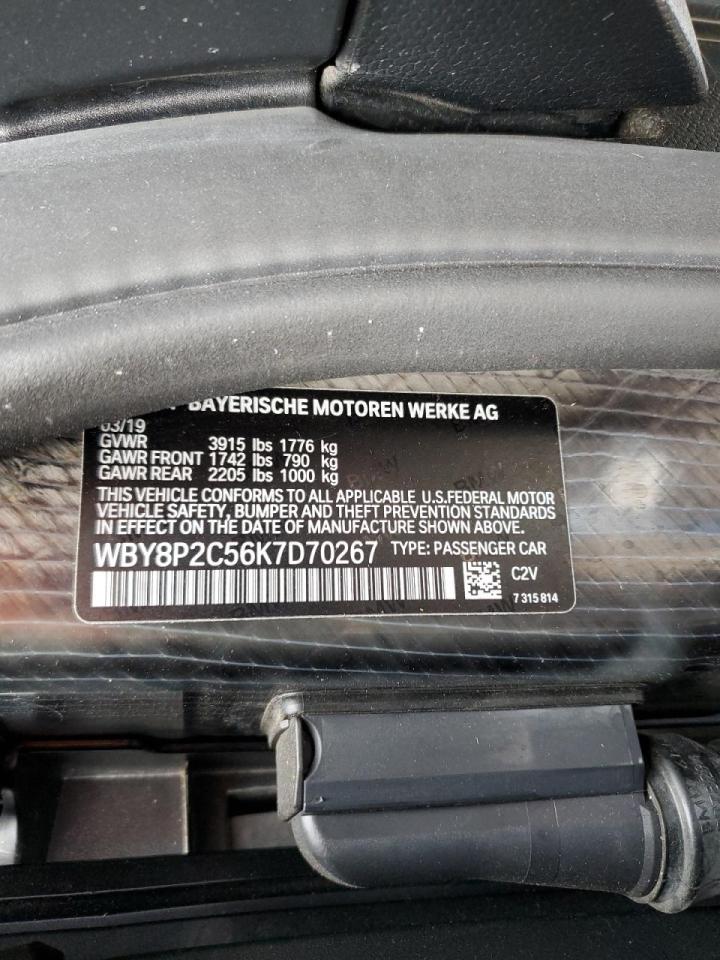 BAYERISCHE MOTOREN WERKE AG
03/19
GVWR 3915 lbs 1776 kg
GAWR FRONT 1742 lbs 790 kg
GAWR REAR 2205 lbs 1000 kg
THIS VEHICLE CONFORMS TO ALL APPLICABLE U.S.FEDERAL MOTOR
VEHICLE SAFETY, BUMPER AND THEFT PREVENTION STANDARDS
IN EFFECT ON THE DATE OF MANUFACTURE SHOWN ABOVE.
WBY8P2C56K7D70267 TYPE: PASSENGER CAR
C2V
7 315 814